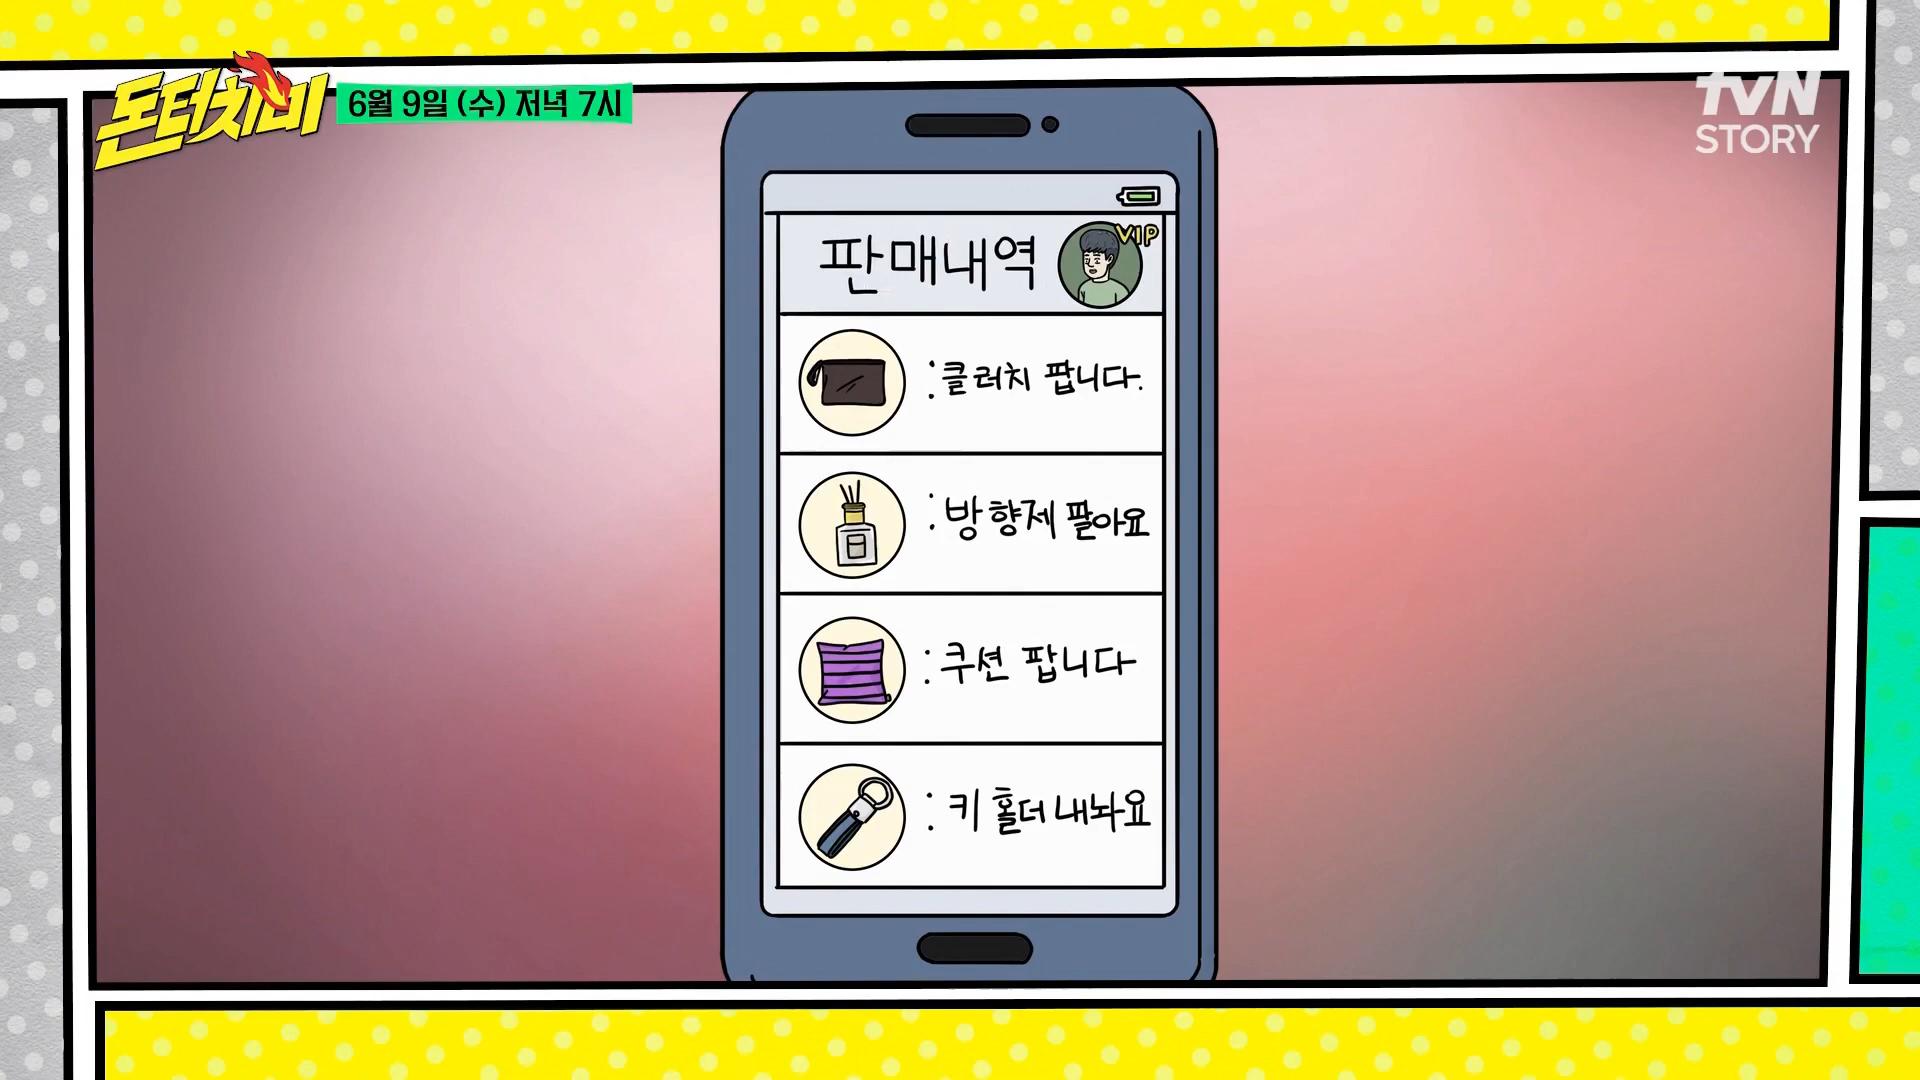 돈터치미
6월 9일 (수) 저녁 7시
tvN
STORY
판매내역
VIP
:클러치 팝니다.
:방향제 팔아요
:쿠션 팝니다
:키 홀더 내놔요